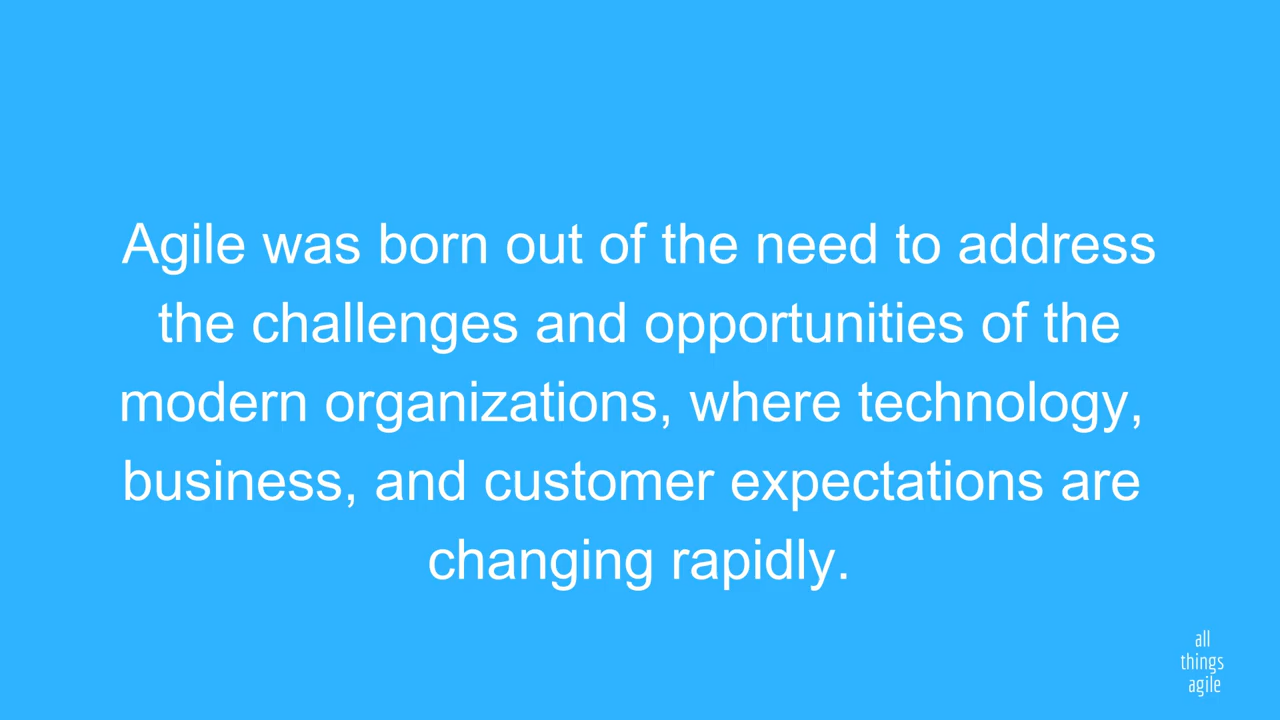 Agile was born out of the need to address
the challenges and opportunities of the
modern organizations, where technology,
business, and customer expectations are
changing rapidly.
all
things
agile